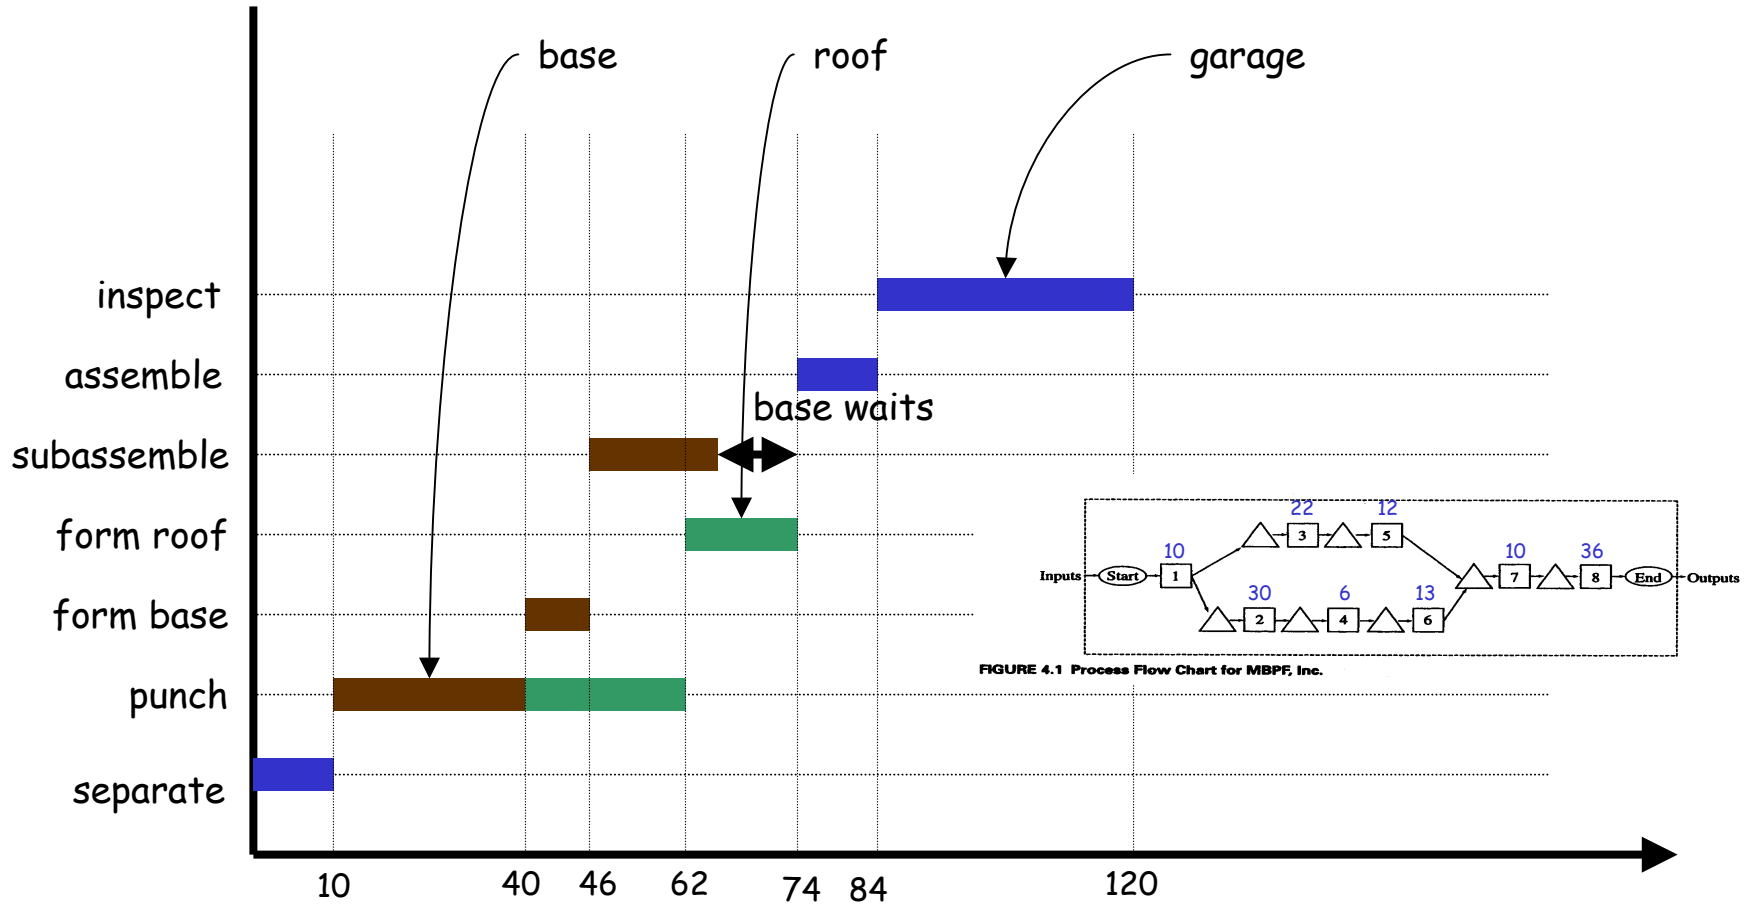 base
roof
garage
inspect
assemble
base waits
subassemble
form roof
form base
punch
separate
22
12
3
5
10
10
36
Inputs
Start
1
7
8
End
Outputs
30
6
13
2
4
6
FIGURE 4.1 Process Flow Chart for MBPF, Inc.
10
40
46
62
74
84
120